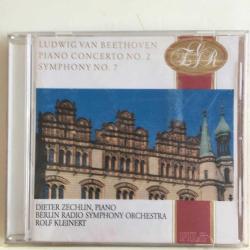 LUDWIG VAN BEETHOVEN
PIANO CONCERTO NO. 2
SYMPHONY NO. 7
DIETER ZECHLIN, PIANO
BERLIN RADIO SYMPHONY ORCHESTRA
ROLF KLEINERT